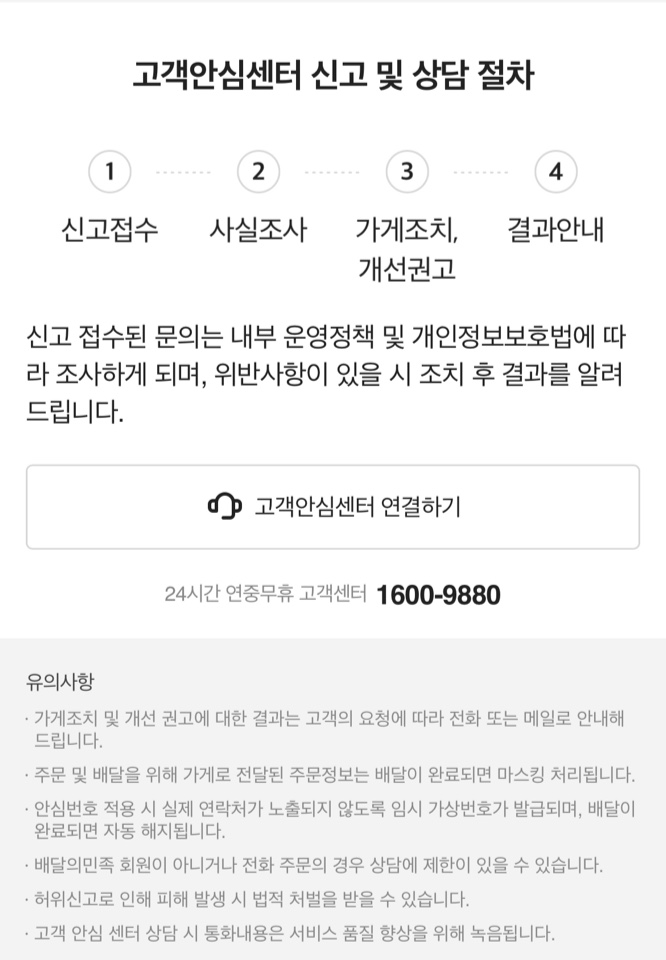 고객안심센터 신고 및 상담 절차
1 2 3 4
신고접수 사실조사 가게조치, 결과안내
개선권고
신고 접수된 문의는 내부 운영정책 및 개인정보보호법에 따
라 조사하게 되며, 위반사항이 있을 시 조치 후 결과를 알려
드립니다.
고객안심센터 연결하기
24시간 연중무휴 고객센터 1600-9880
유의사항
· 가게조치 및 개선 권고에 대한 결과는 고객의 요청에 따라 전화 또는 메일로 안내해
드립니다.
· 주문 및 배달을 위해 가게로 전달된 주문정보는 배달이 완료되면 마스킹 처리됩니다.
· 안심번호 적용 시 실제 연락처가 노출되지 않도록 임시 가상번호가 발급되며, 배달이
완료되면 자동 해지됩니다.
· 배달의민족 회원이 아니거나 전화 주문의 경우 상담에 제한이 있을 수 있습니다.
· 허위신고로 인해 피해 발생 시 법적 처벌을 받을 수 있습니다.
· 고객 안심 센터 상담 시 통화내용은 서비스 품질 향상을 위해 녹음됩니다.